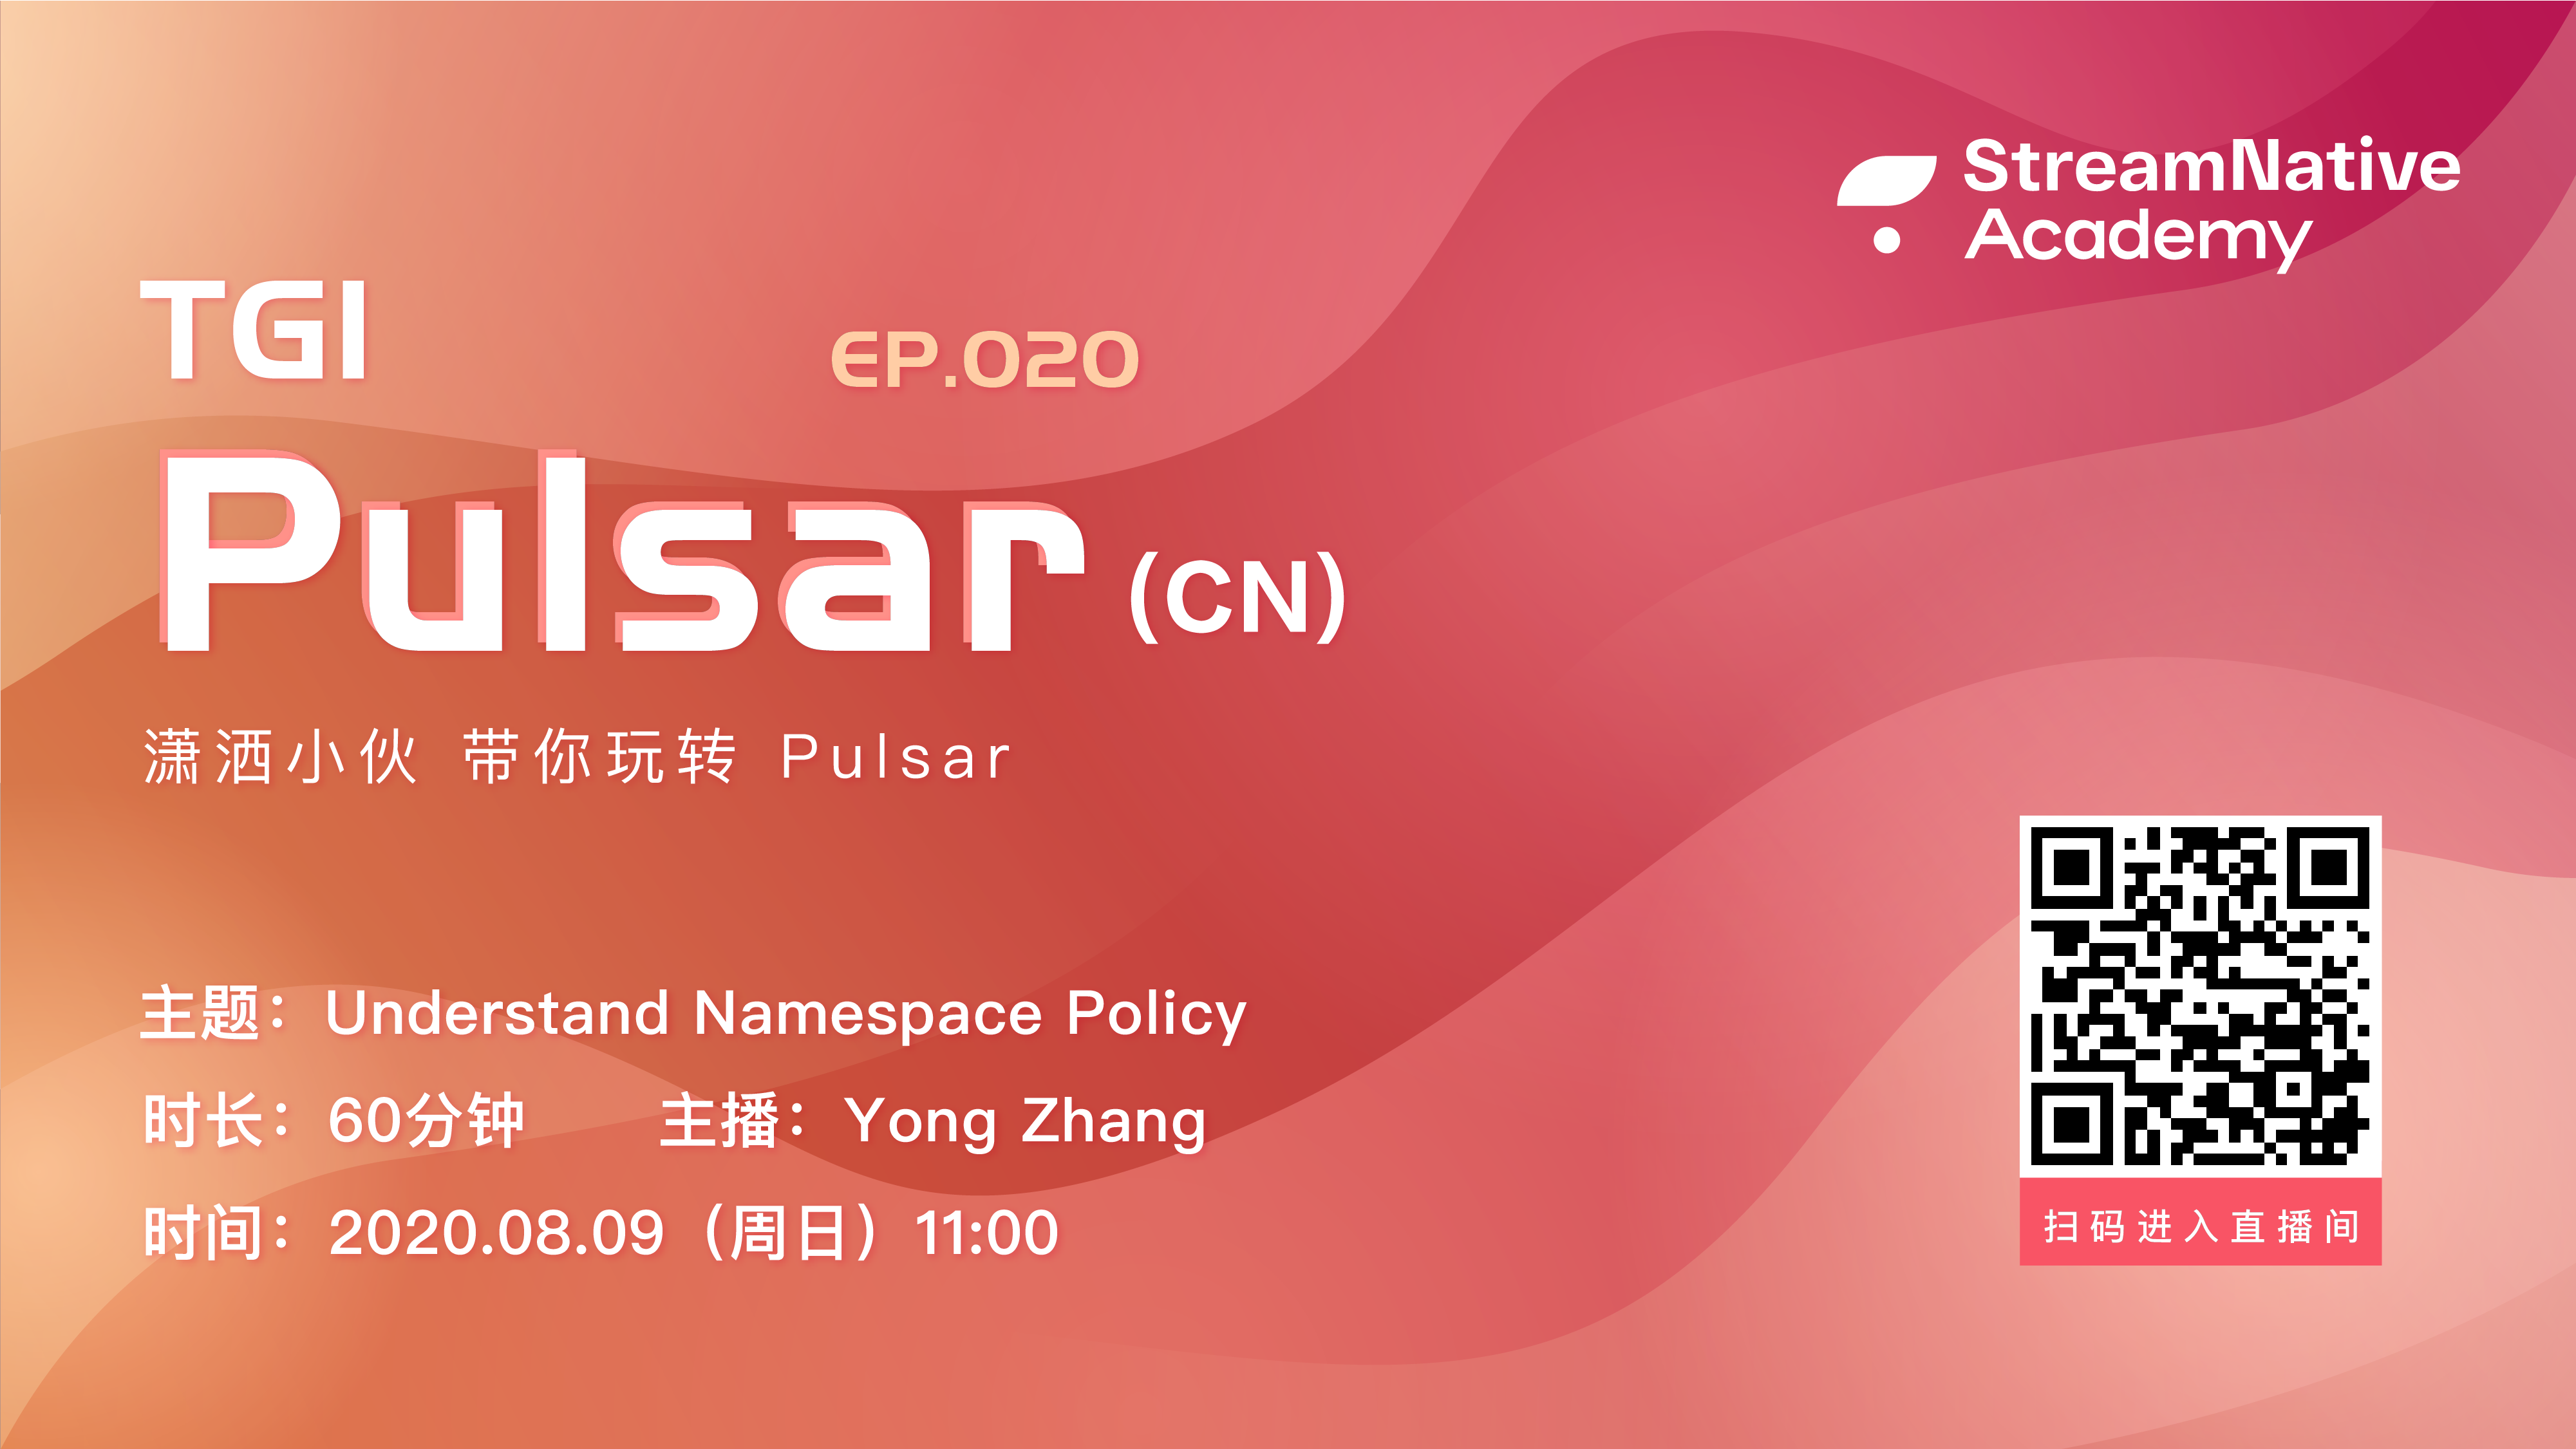 StreamNative
Academy
TGI
EP.020
Pulsar (CN)
潇洒小伙 带你玩转 Pulsar
主题：Understand Namespace Policy
时长：60分钟 主播：Yong Zhang
时间：2020.08.09（周日）11:00
扫码进入直播间